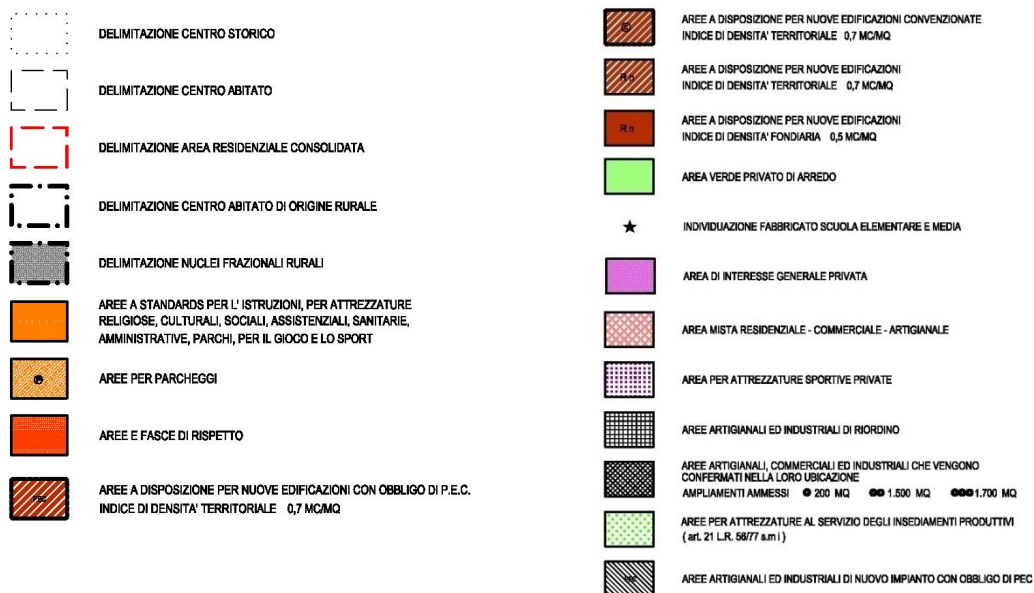 DELIMITAZIONE CENTRO STORICO
DELIMITAZIONE CENTRO ABITATO
DELIMITAZIONE AREA RESIDENZIALE CONSOLIDATA
DELIMITAZIONE CENTRO ABITATO DI ORIGINE RURALE
DELIMITAZIONE NUCLEI FRAZIONALI RURALI
AREE A STANDARDS PER L' ISTRUZIONI, PER ATTREZZATURE
RELIGIOSE, CULTURALI, SOCIALI, ASSISTENZIALI, SANITARIE,
AMMINISTRATIVE, PARCHI, PER IL GIOCO E LO SPORT
P
AREE PER PARCHEGGI
AREE E FASCE DI RISPETTO
PEC
AREE A DISPOSIZIONE PER NUOVE EDIFICAZIONI CON OBBLIGO DI P.E.C.
INDICE DI DENSITA' TERRITORIALE 0,7 MC/MQ
C
AREE A DISPOSIZIONE PER NUOVE EDIFICAZIONI CONVENZIONATE
INDICE DI DENSITA' TERRITORIALE 0,7 MC/MQ
Rn
AREE A DISPOSIZIONE PER NUOVE EDIFICAZIONI
INDICE DI DENSITA' TERRITORIALE 0,7 MC/MQ
Rn
AREE A DISPOSIZIONE PER NUOVE EDIFICAZIONI
INDICE DI DENSITA' FONDIARIA 0,5 MC/MQ
AREA VERDE PRIVATO DI ARREDO
INDIVIDUAZIONE FABBRICATO SCUOLA ELEMENTARE E MEDIA
AREA DI INTERESSE GENERALE PRIVATA
AREA MISTA RESIDENZIALE - COMMERCIALE - ARTIGIANALE
AREA PER ATTREZZATURE SPORTIVE PRIVATE
AREE ARTIGIANALI ED INDUSTRIALI DI RIORDINO
AREE ARTIGIANALI, COMMERCIALI ED INDUSTRIALI CHE VENGONO
CONFERMATI NELLA LORO UBICAZIONE
AMPLIAMENTI AMMESSI 200 MQ 1.500 MQ 1.700 MQ
AREE PER ATTREZZATURE AL SERVIZIO DEGLI INSEDIAMENTI PRODUTTIVI
( art. 21 L.R. 56/77 s.m i )
PEC
AREE ARTIGIANALI ED INDUSTRIALI DI NUOVO IMPIANTO CON OBBLIGO DI PEC